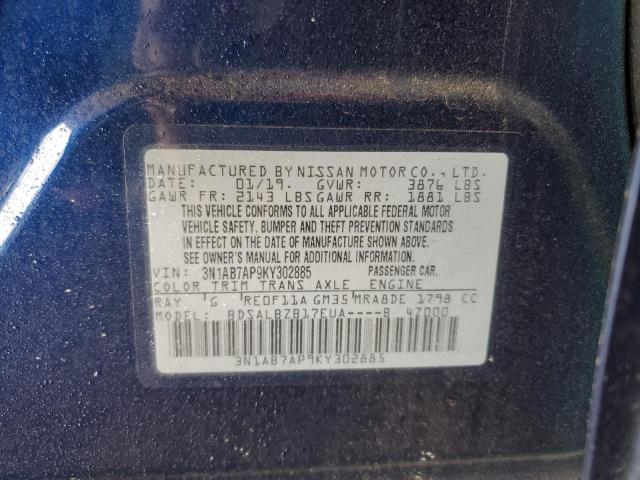 MANUFACTURED BY NISSAN MOTOR CO., LTD.
DATE: 01/19. GVWR: 3876 LBS
GAWR FR: 2143 LBS GAWR RR: 1881 LBS
THIS VEHICLE CONFORMS TO ALL APPLICABLE FEDERAL MOTOR
VEHICLE SAFETY, BUMPER AND THEFT PREVENTION STANDARDS
IN EFFECT ON THE DATE OF MANUFACTURE SHOWN ABOVE.
SEE OWNER'S MANUAL FOR ADDITIONAL INFORMATION.
VIN: 3N1AB7AP9KY302885 PASSENGER CAR.
COLOR TRIM TRANS AXLE ENGINE
RAY G RE0F11A GM35 MRA8DE 1798 CC
MODEL: BDSALBZB17EUA----B 4Z000
3N1AB7AP9KY302885